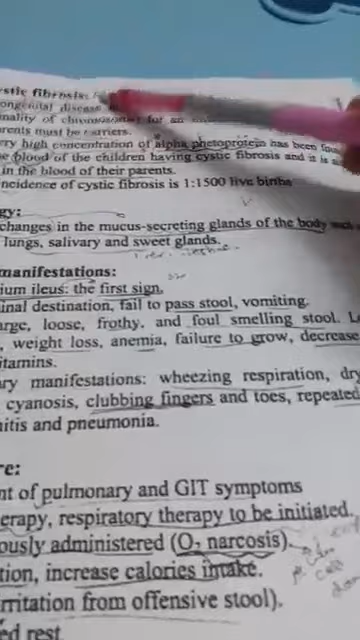 stic fibrosis:
ongenital disease
nality of chromosomes for an
rents must be carriers.
ery high concentration of alpha photoprotein has been fou
e blood of the children having cystic fibrosis and it is al
in the blood of their parents.
ncidence of cystic fibrosis is 1:1500 live births
gy:
changes in the mucus-secreting glands of the body
lungs, salivary and sweet glands.
manifestations:
ium ileus: the first sign.
inal destination, fail to pass stool, vomiting.
arge, loose, frothy, and foul smelling stool. L
, weight loss, anemia, failure to grow, decrease
itamins.
ary manifestations: wheezing respiration, dry
cyanosis, clubbing fingers and toes, repeated
hitis and pneumonia.
re:
nt of pulmonary and GIT symptoms
erapy, respiratory therapy to be initiated.
ously administered (O₂ narcosis).
tion, increase calories intake.
rritation from offensive stool).
ed rest